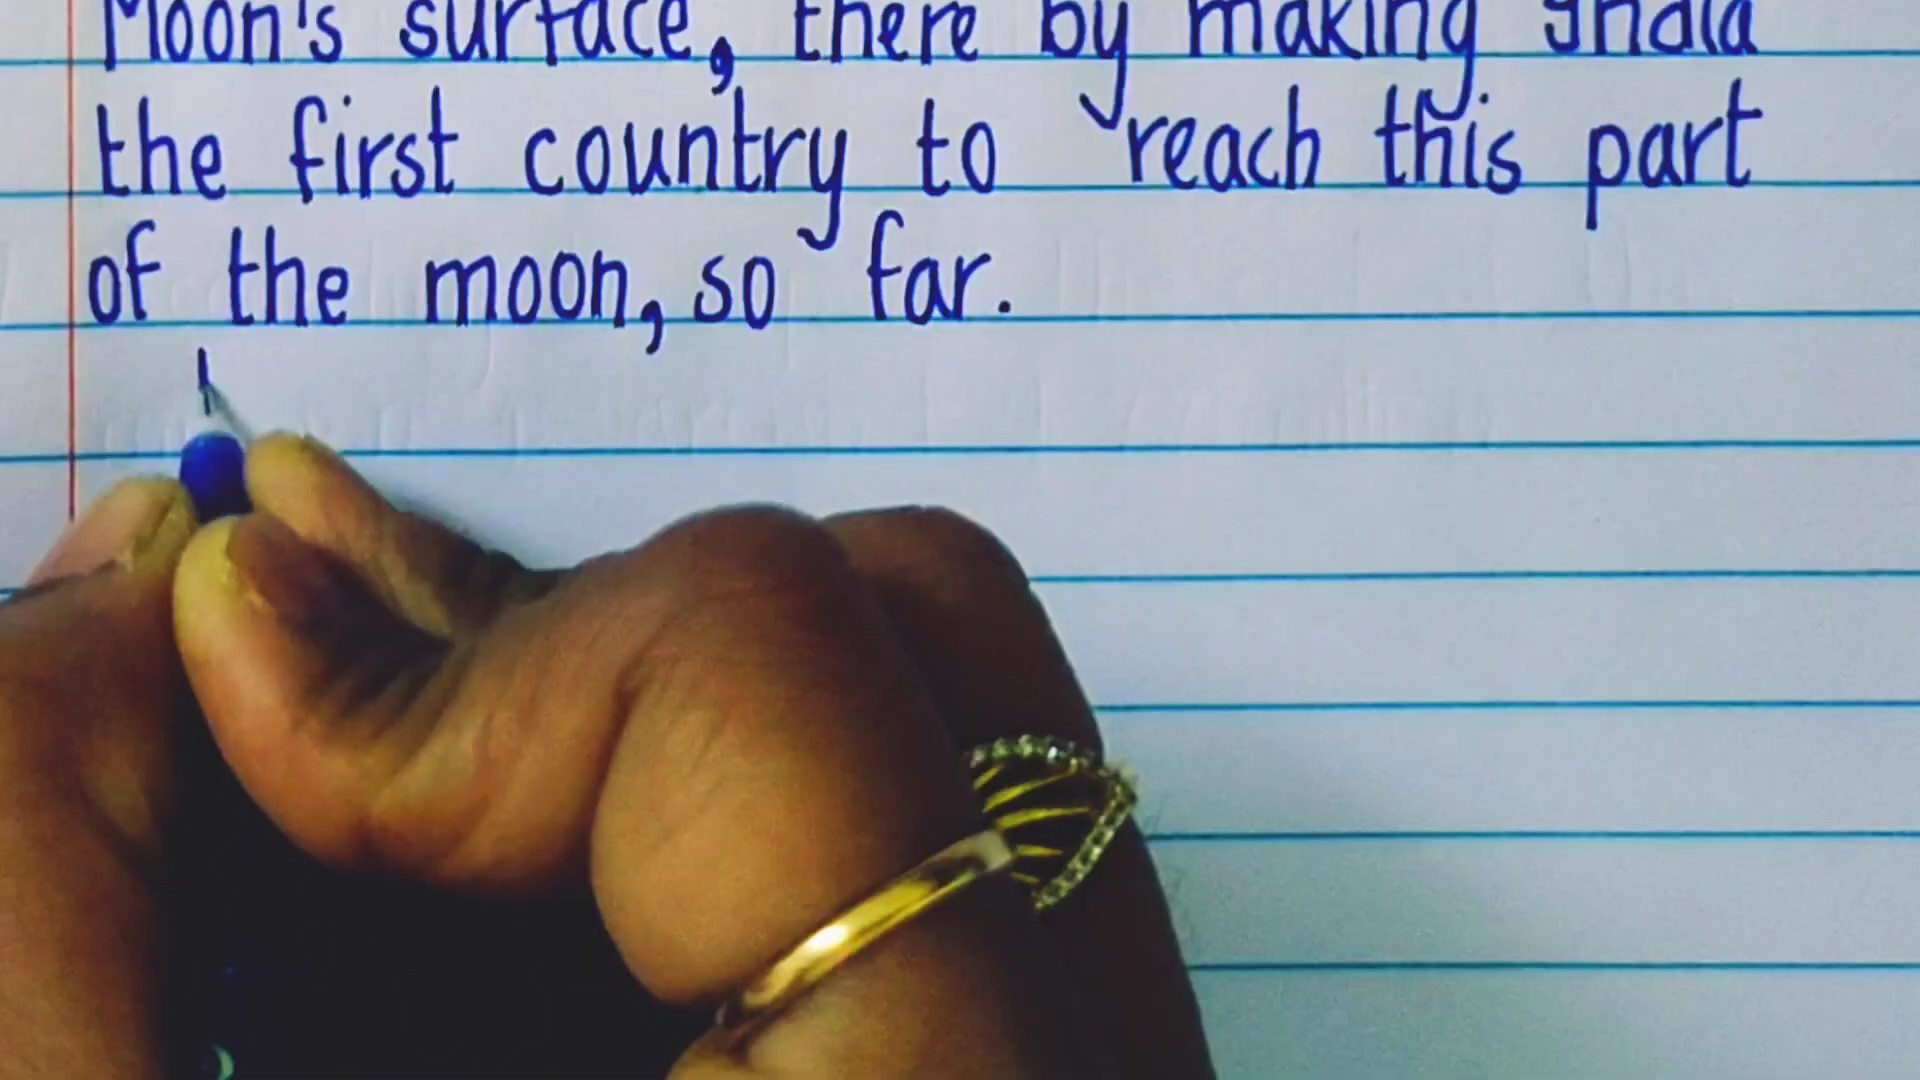 Moon's surface, there by making India
the first country to reach this part
of the moon, so far.